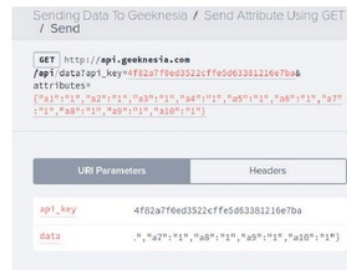 Sending Data To Geeknesia / Send Attribute Using GET
/ Send
GET http://api.geeknesia.com
/api/data?api_key=4f82a7f0ed3522cffe5d63381216e7ba&
attributes=
{"a1":"1","a2":"1","a3":"1","a4":"1","a5":"1","a6":"1","a7"
:"1","a8":"1","a9":"1","a10":"1"}
URI Parameters Headers
api_key 4f82a7f0ed3522cffe5d63381216e7ba
data .","a7":"1","a8":"1","a9":"1","a10":"1"}